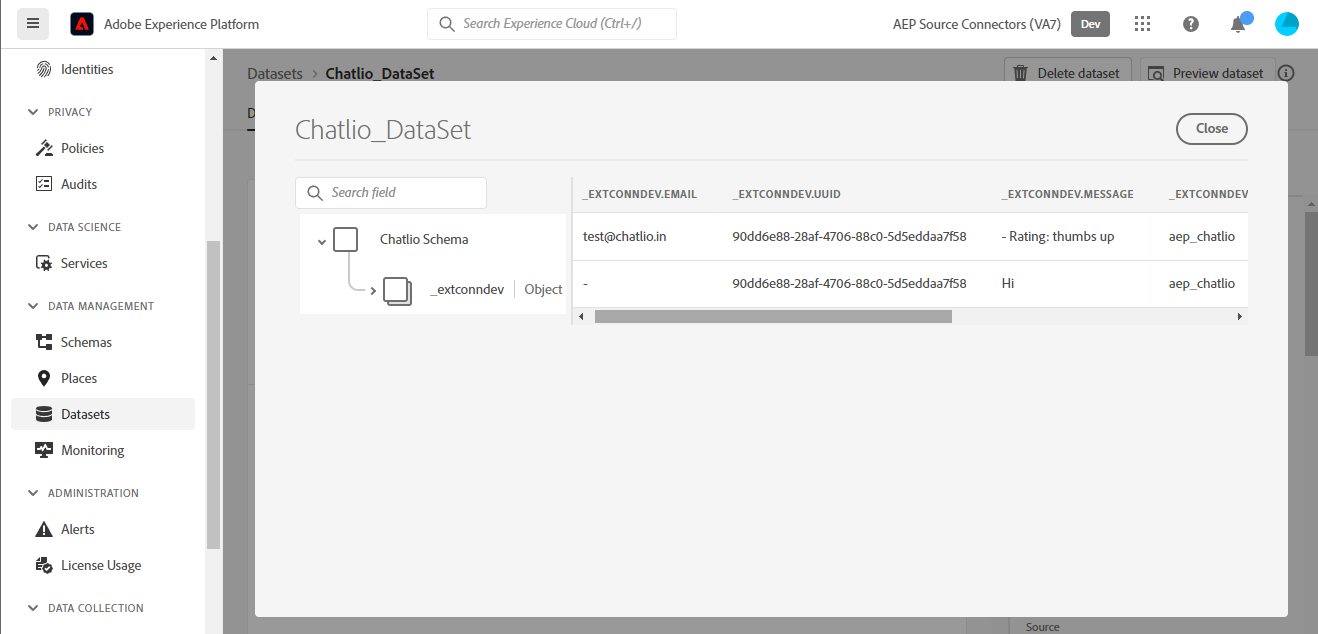 Adobe Experience Platform
Search Experience Cloud (Ctrl+/)
AEP Source Connectors (VA7)
Dev
Identities
PRIVACY
Policies
Audits
DATA SCIENCE
Services
DATA MANAGEMENT
Schemas
Places
Datasets
Monitoring
ADMINISTRATION
Alerts
License Usage
DATA COLLECTION
Datasets > Chatlio_DataSet
Delete dataset
Preview dataset
D
Chatlio_DataSet
Close
Search field
Chatlio Schema
_extconndev
Object
_EXTCONNDEV.EMAIL _EXTCONNDEV.UUID _EXTCONNDEV.MESSAGE _EXTCONNDEV
test@chatlio.in 90dd6e88-28af-4706-88c0-5d5eddaa7f58 - Rating: thumbs up aep_chatlio
- 90dd6e88-28af-4706-88c0-5d5eddaa7f58 Hi aep_chatlio
Source